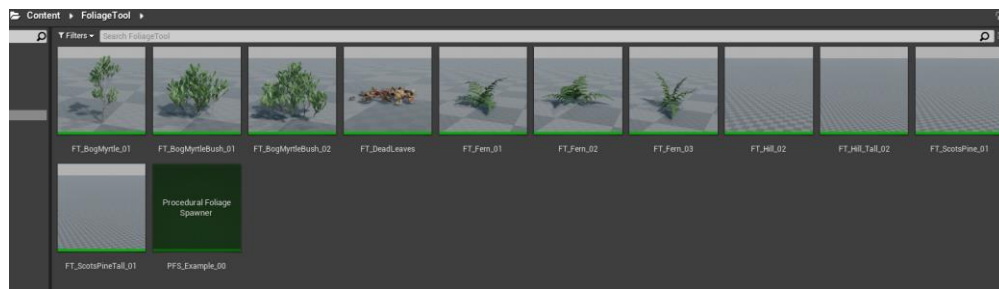 Content FoliageTool
Filters Search FoliageTool
FT_BogMyrtle_01 FT_BogMyrtleBush_01 FT_BogMyrtleBush_02 FT_DeadLeaves FT_Fern_01 FT_Fern_02 FT_Fern_03 FT_Hill_02 FT_Hill_Tall_02 FT_ScotsPine_01
Procedural Foliage
Spawner
FT_ScotsPineTall_01 PFS_Example_00